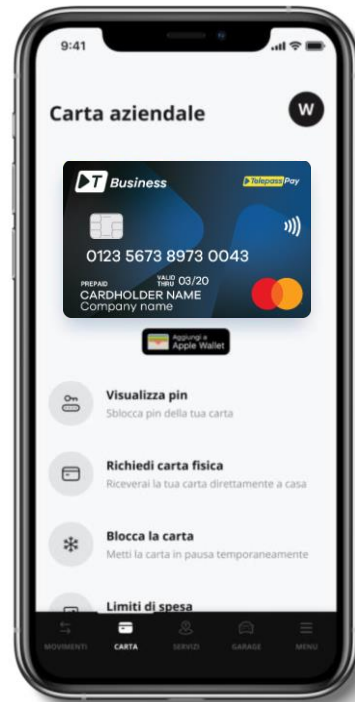 9:41
Carta aziendale
W
T Business
Telepass Pay
0123 5673 8973 0043
PREPAID VALID THRU 03/20
CARDHOLDER NAME
Company name
Aggiungi a
Apple Wallet
Visualizza pin
Sblocca pin della tua carta
Richiedi carta fisica
Riceverai la tua carta direttamente a casa
Blocca la carta
Metti la carta in pausa temporaneamente
Limiti di spesa
MOVIMENTI CARTA SERVIZI GARAGE MENU